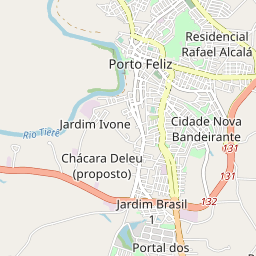 Residencial
Rafael Alcalá
Porto Feliz
Rio Tietê
Jardim Ivone
Cidade Nova
Bandeirante
131
Chácara Deleu
(proposto)
131
132
Jardim Brasil
1
Portal dos